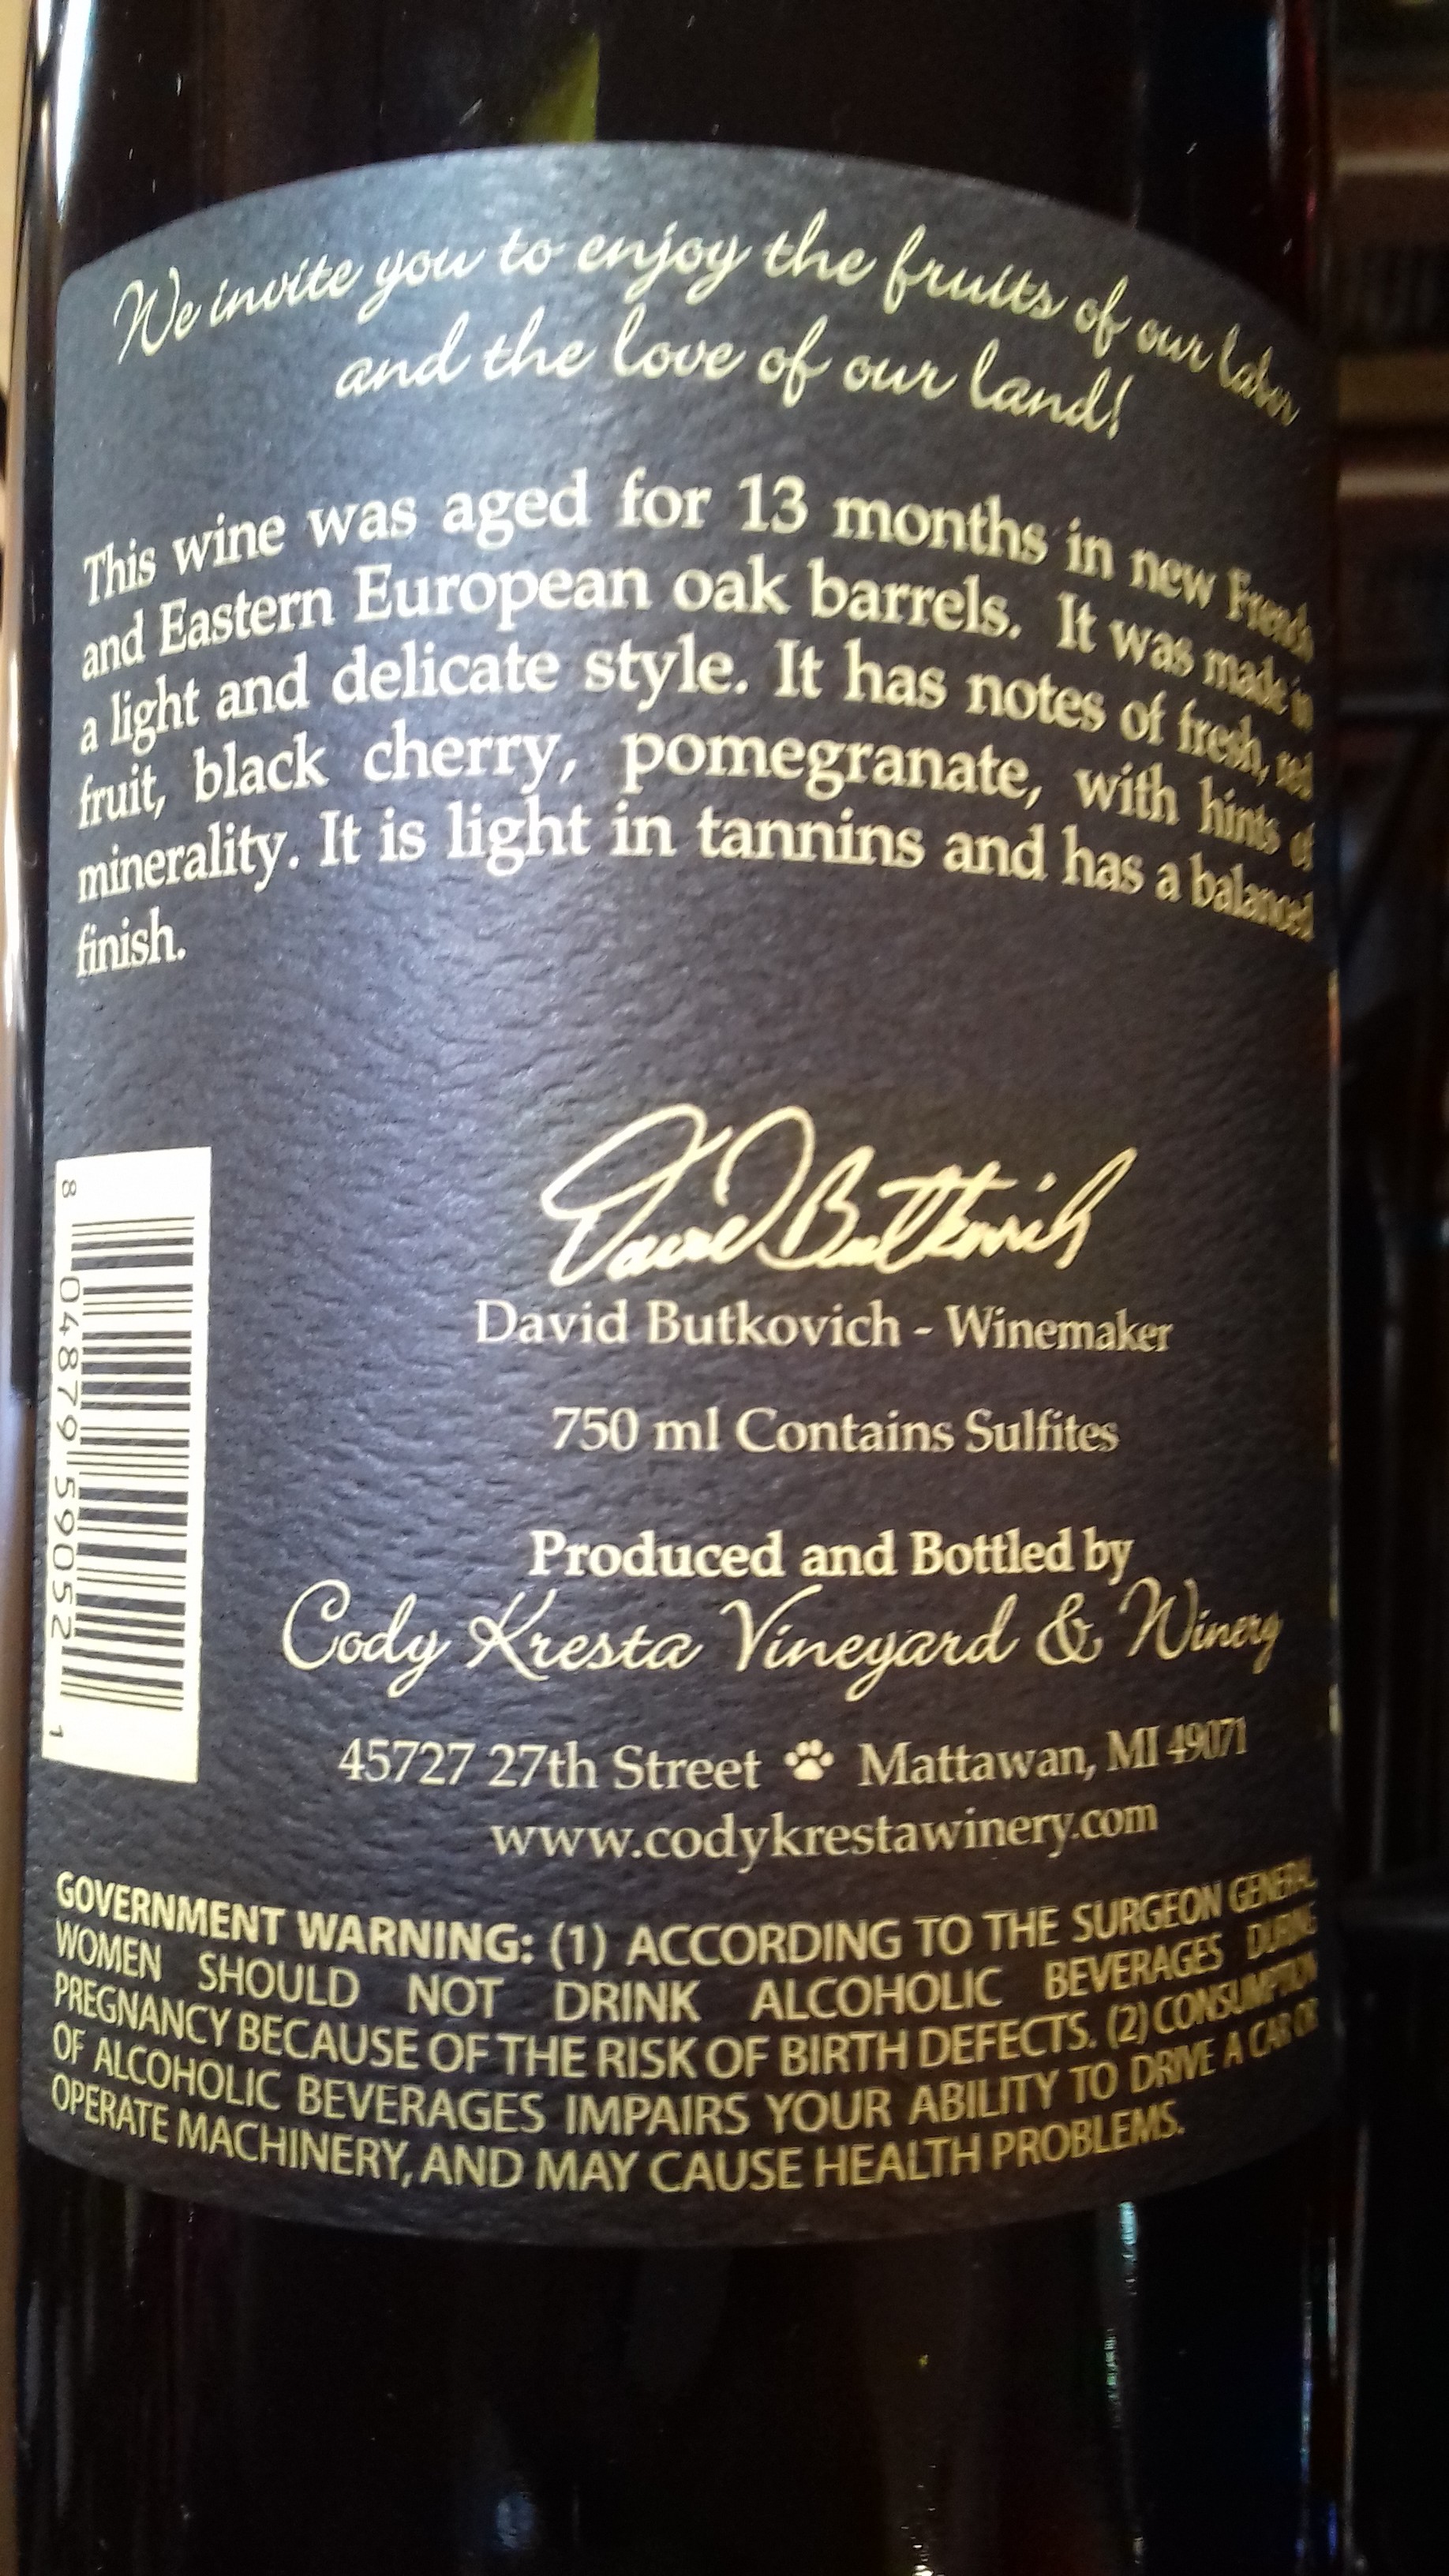 We invite you to enjoy the fruits of our labor
and the love of our land!
This wine was aged for 13 months in new French
and Eastern European oak barrels. It was made in
a light and delicate style. It has notes of fresh, red
fruit, black cherry, pomegranate, with hints of
minerality. It is light in tannins and has a balanced
finish.
David Butkovich
David Butkovich - Winemaker
750 ml Contains Sulfites
Produced and Bottled by
Cody Kresta Vineyard & Winery
45727 27th Street Mattawan, MI 49071
www.codykrestawinery.com
8 04879 59052 1
GOVERNMENT WARNING: (1) ACCORDING TO THE SURGEON GENERAL
WOMEN SHOULD NOT DRINK ALCOHOLIC BEVERAGES DURING
PREGNANCY BECAUSE OF THE RISK OF BIRTH DEFECTS. (2) CONSUMPTION
OF ALCOHOLIC BEVERAGES IMPAIRS YOUR ABILITY TO DRIVE A CAR OR
OPERATE MACHINERY, AND MAY CAUSE HEALTH PROBLEMS.